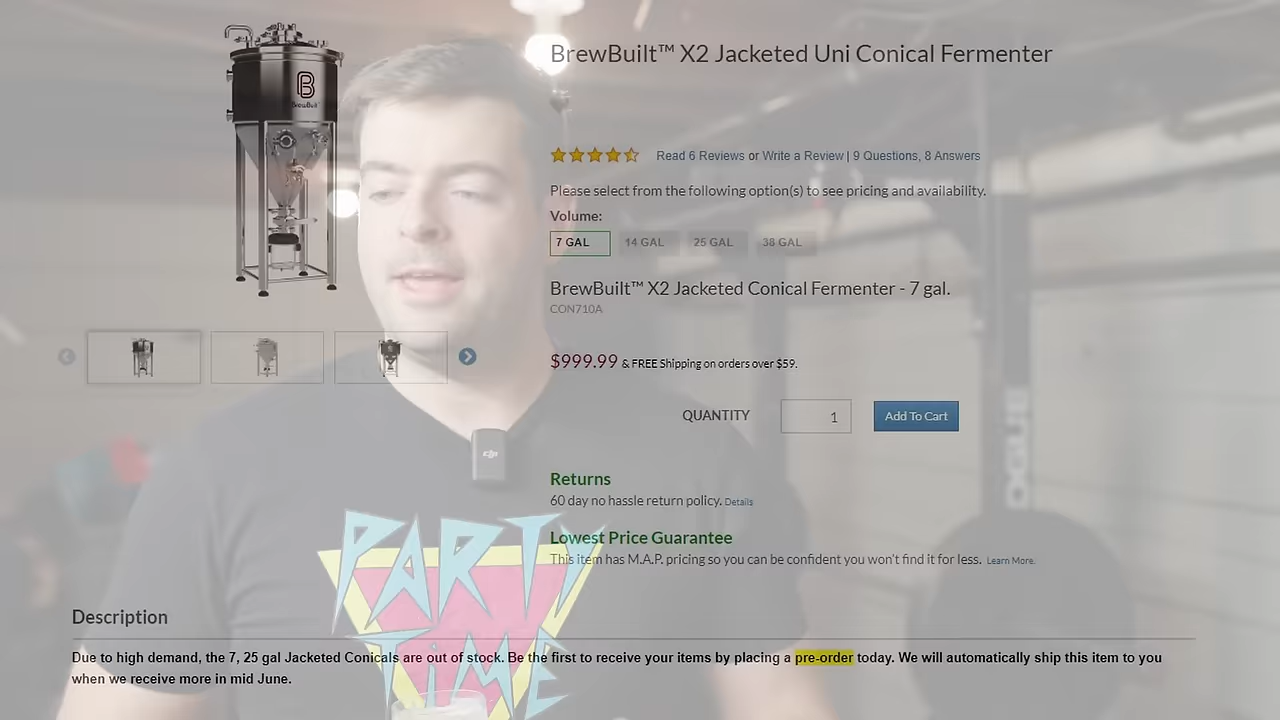 BrewBuilt™ X2 Jacketed Uni Conical Fermenter
B
BrewBuilt
Read 6 Reviews or Write a Review | 9 Questions, 8 Answers
Please select from the following option(s) to see pricing and availability.
Volume:
7 GAL 14 GAL 25 GAL 38 GAL
BrewBuilt™ X2 Jacketed Conical Fermenter - 7 gal.
CON710A
$999.99 & FREE Shipping on orders over $59.
QUANTITY 1 Add To Cart
ROGUE
dji
Returns
60 day no hassle return policy. Details
PARTY
TIME
Lowest Price Guarantee
This item has M.A.P. pricing so you can be confident you won't find it for less. Learn More.
Description
Due to high demand, the 7, 25 gal Jacketed Conicals are out of stock. Be the first to receive your items by placing a pre-order today. We will automatically ship this item to you
when we receive more in mid June.